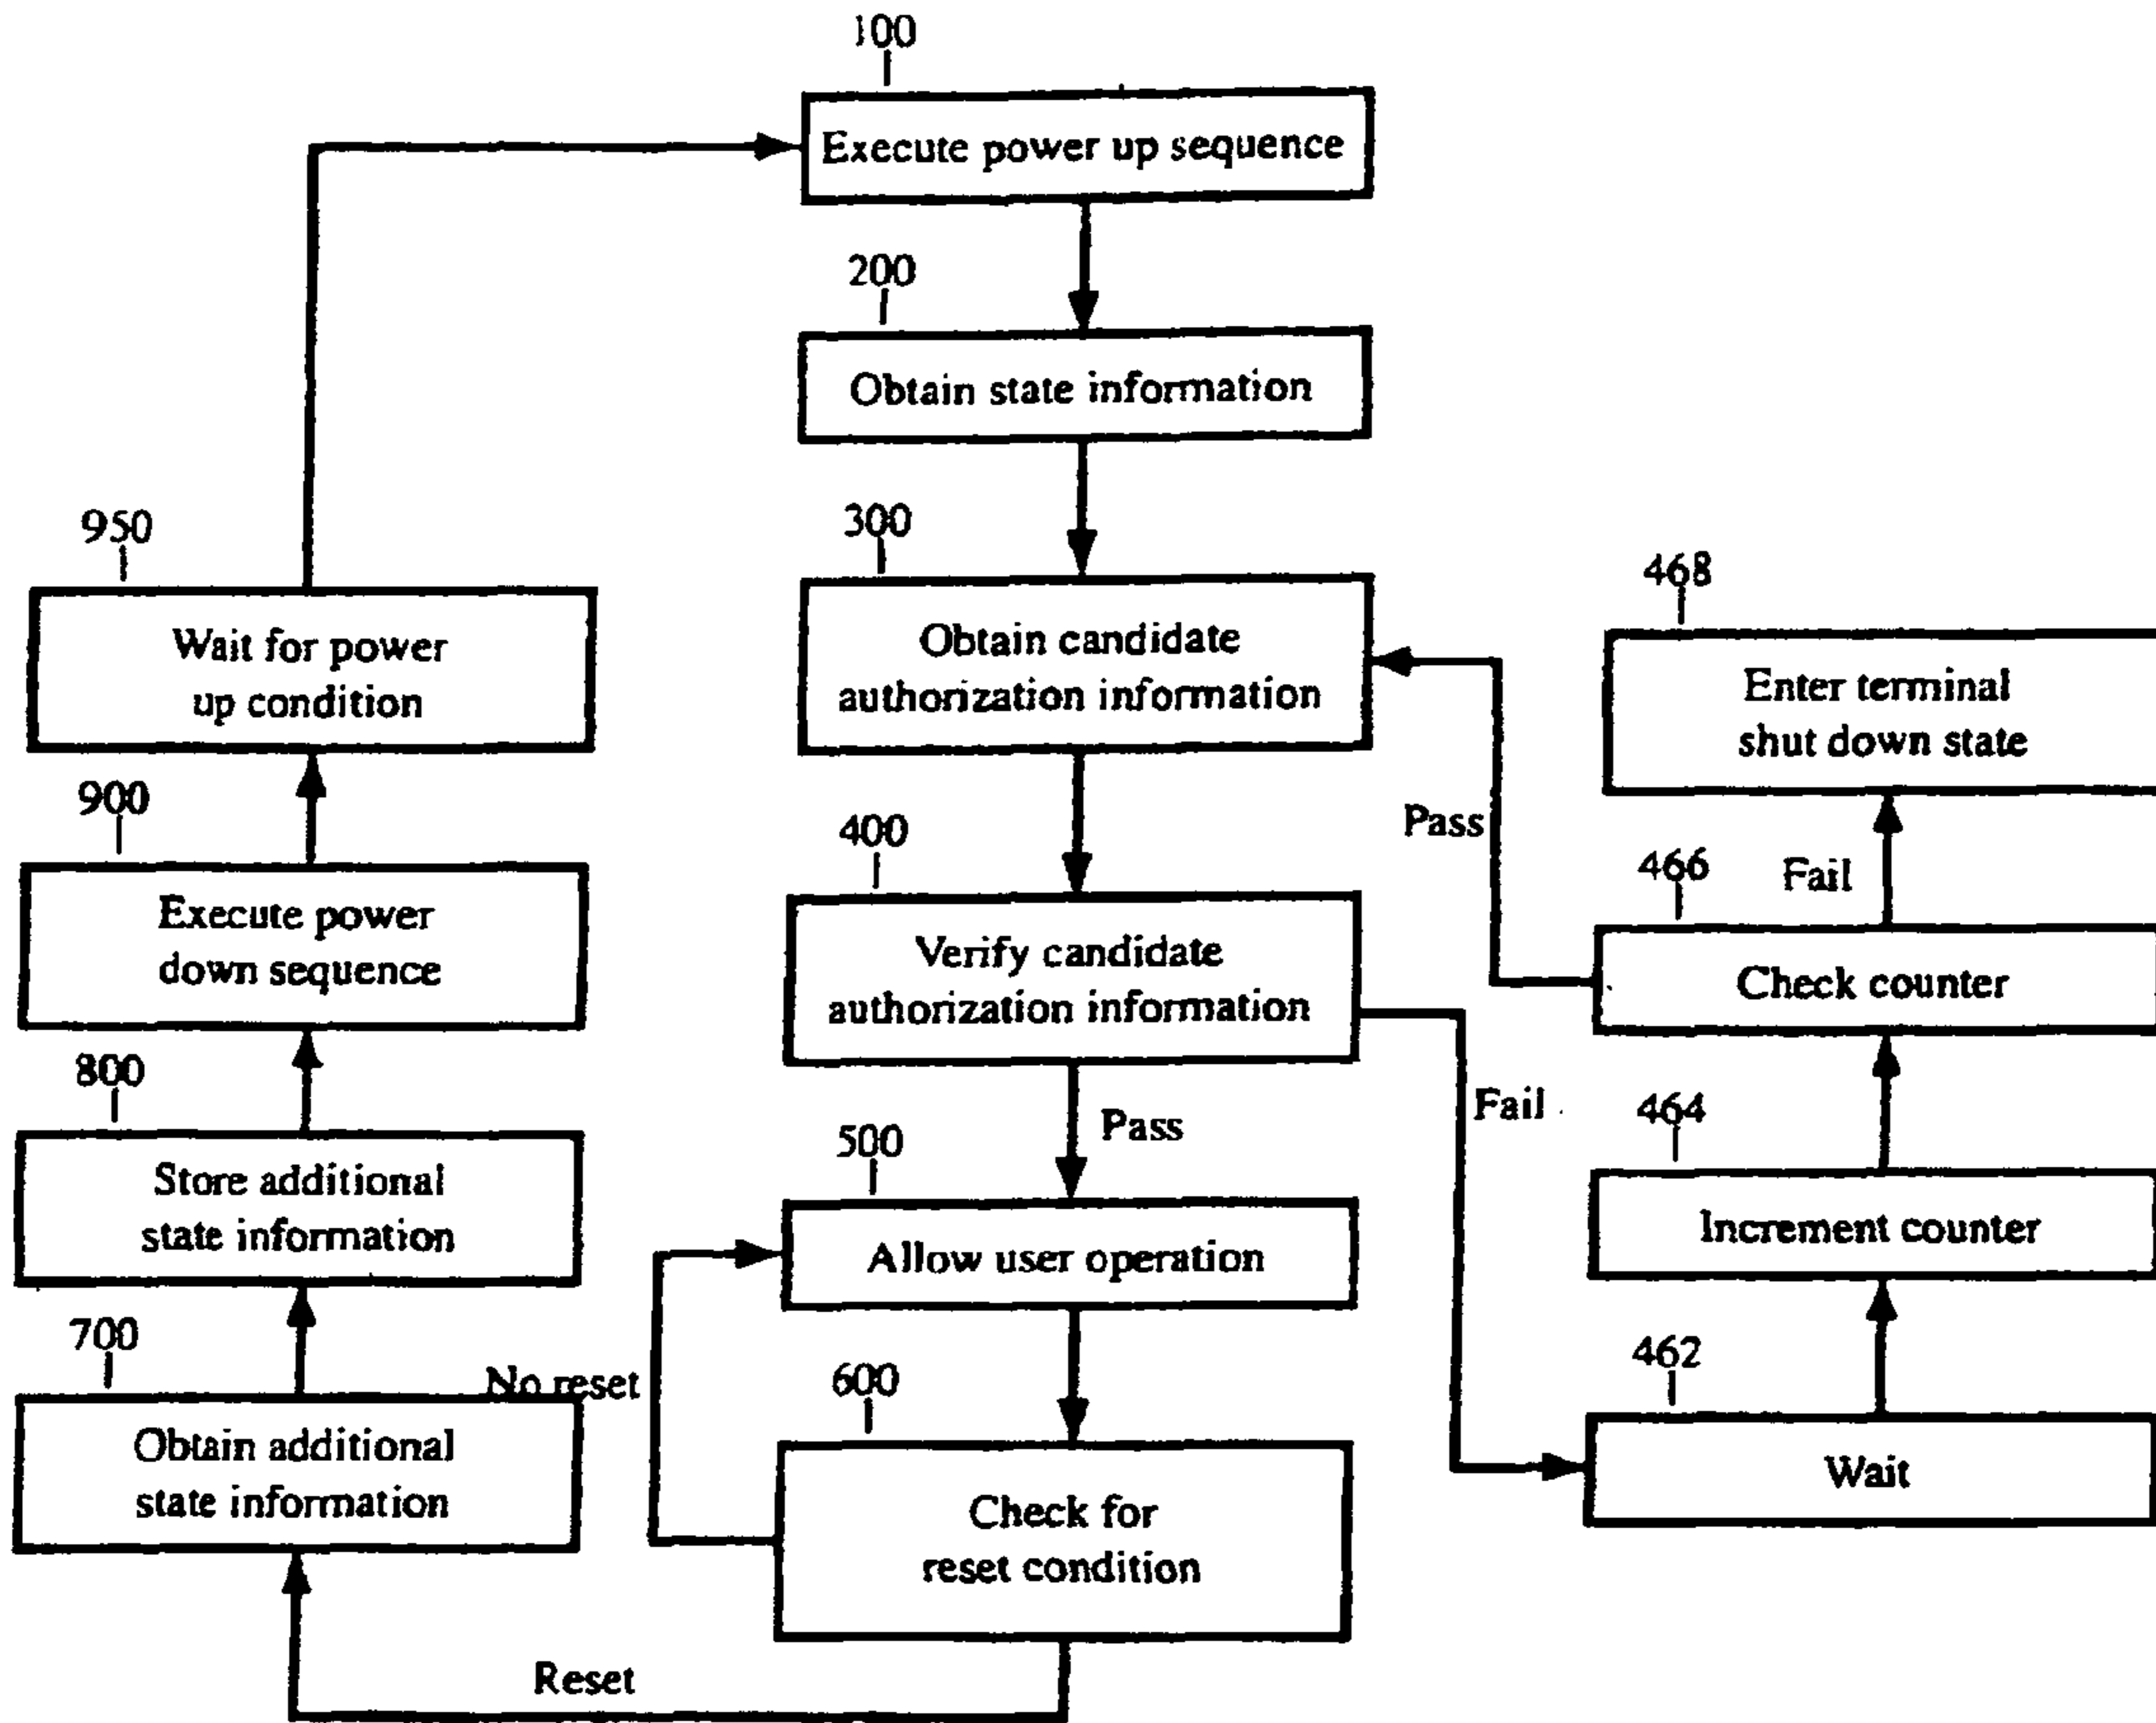 100
Execute power up sequence
200
Obtain state information
300
Obtain candidate
authorization information
400
Verify candidate
authorization information
Pass
Fail
500
Allow user operation
600
Check for
reset condition
No reset
Reset
700
Obtain additional
state information
800
Store additional
state information
900
Execute power
down sequence
950
Wait for power
up condition
462
Wait
464
Increment counter
466
Check counter
Pass
Fail
468
Enter terminal
shut down state